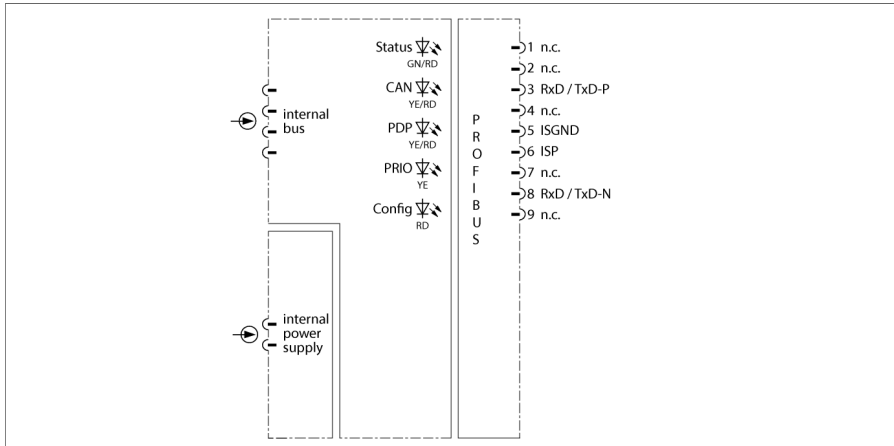 Status
GN/RD
CAN
YE/RD
PDP
YE/RD
PRIO
YE
Config
RD
internal
bus
internal
power
supply
PROFIBUS
1 n.c.
2 n.c.
3 RxD / TxD-P
4 n.c.
5 ISGND
6 ISP
7 n.c.
8 RxD / TxD-N
9 n.c.